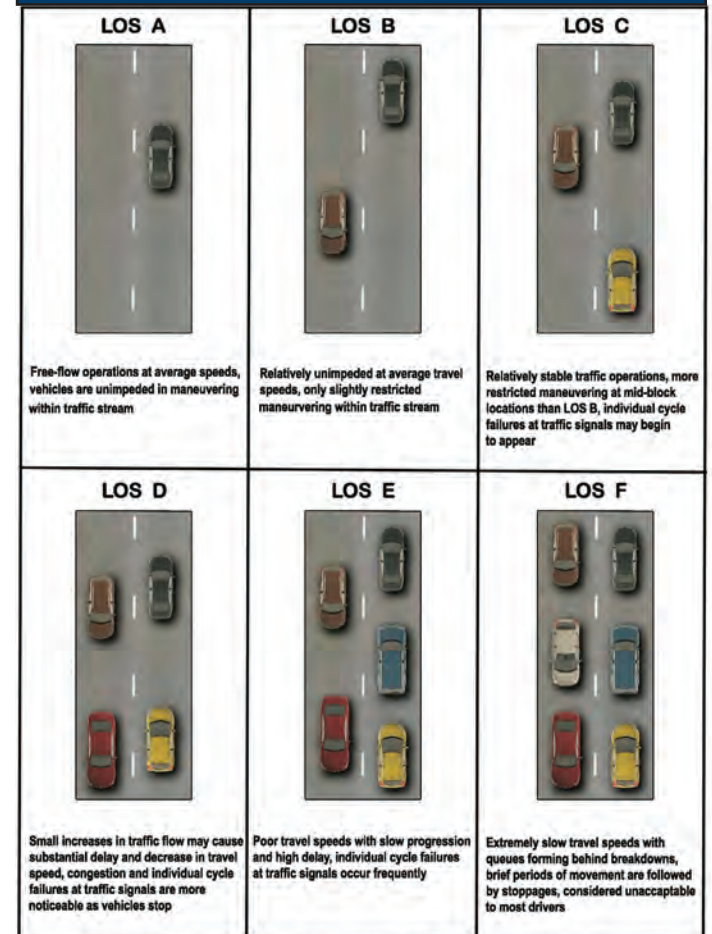 LOS A
Free-flow operations at average speeds,
vehicles are unimpeded in maneuvering
within traffic stream
LOS B
Relatively unimpeded at average travel
speeds, only slightly restricted
maneurvering within traffic stream
LOS C
Relatively stable traffic operations, more
restricted maneuvering at mid-block
locations than LOS B, individual cycle
failures at traffic signals may begin
to appear
LOS D
Small increases in traffic flow may cause
substantial delay and decrease in travel
speed, congestion and individual cycle
failures at traffic signals are more
noticeable as vehicles stop
LOS E
Poor travel speeds with slow progression
and high delay, individual cycle failures
at traffic signals occur frequently
LOS F
Extremely slow travel speeds with
queues forming behind breakdowns,
brief periods of movement are followed
by stoppages, considered unaccaptable
to most drivers